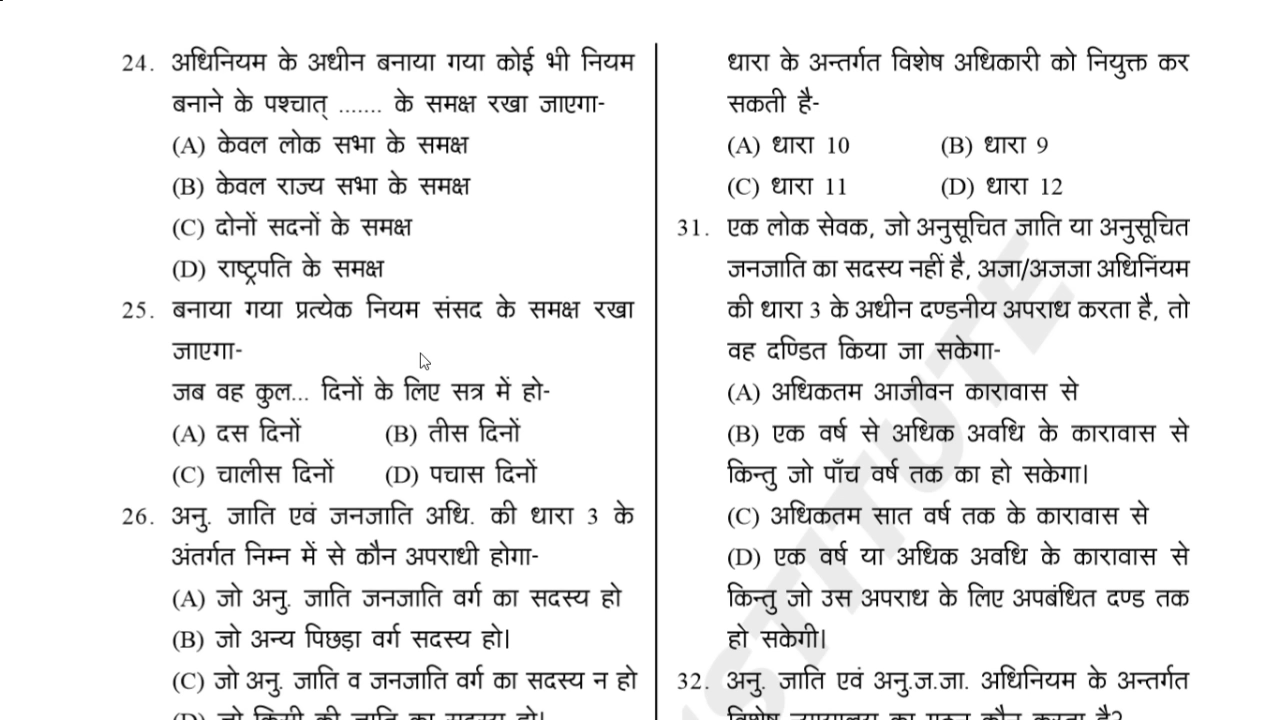 24. अधिनियम के अधीन बनाया गया कोई भी नियम
बनाने के पश्चात् ....... के समक्ष रखा जाएगा-
(A) केवल लोक सभा के समक्ष
(B) केवल राज्य सभा के समक्ष
(C) दोनों सदनों के समक्ष
(D) राष्ट्रपति के समक्ष
25. बनाया गया प्रत्येक नियम संसद के समक्ष रखा
जाएगा-
जब वह कुल... दिनों के लिए सत्र में हो-
(A) दस दिनों (B) तीस दिनों
(C) चालीस दिनों (D) पचास दिनों
26. अनु. जाति एवं जनजाति अधि. की धारा 3 के
अंतर्गत निम्न में से कौन अपराधी होगा-
(A) जो अनु. जाति जनजाति वर्ग का सदस्य हो
(B) जो अन्य पिछड़ा वर्ग सदस्य हो।
(C) जो अनु. जाति व जनजाति वर्ग का सदस्य न हो
(D) जो किसी की जाति का सदस्य हो।
धारा के अन्तर्गत विशेष अधिकारी को नियुक्त कर
सकती है-
(A) धारा 10 (B) धारा 9
(C) धारा 11 (D) धारा 12
31. एक लोक सेवक, जो अनुसूचित जाति या अनुसूचित
जनजाति का सदस्य नहीं है, अजा/अजजा अधिनिंयम
की धारा 3 के अधीन दण्डनीय अपराध करता है, तो
वह दण्डित किया जा सकेगा-
(A) अधिकतम आजीवन कारावास से
(B) एक वर्ष से अधिक अवधि के कारावास से
किन्तु जो पाँच वर्ष तक का हो सकेगा।
(C) अधिकतम सात वर्ष तक के कारावास से
(D) एक वर्ष या अधिक अवधि के कारावास से
किन्तु जो उस अपराध के लिए अपबंधित दण्ड तक
हो सकेगी।
32. अनु. जाति एवं अनु.ज.जा. अधिनियम के अन्तर्गत
विशेष न्यायालय का गठन कौन करता है?